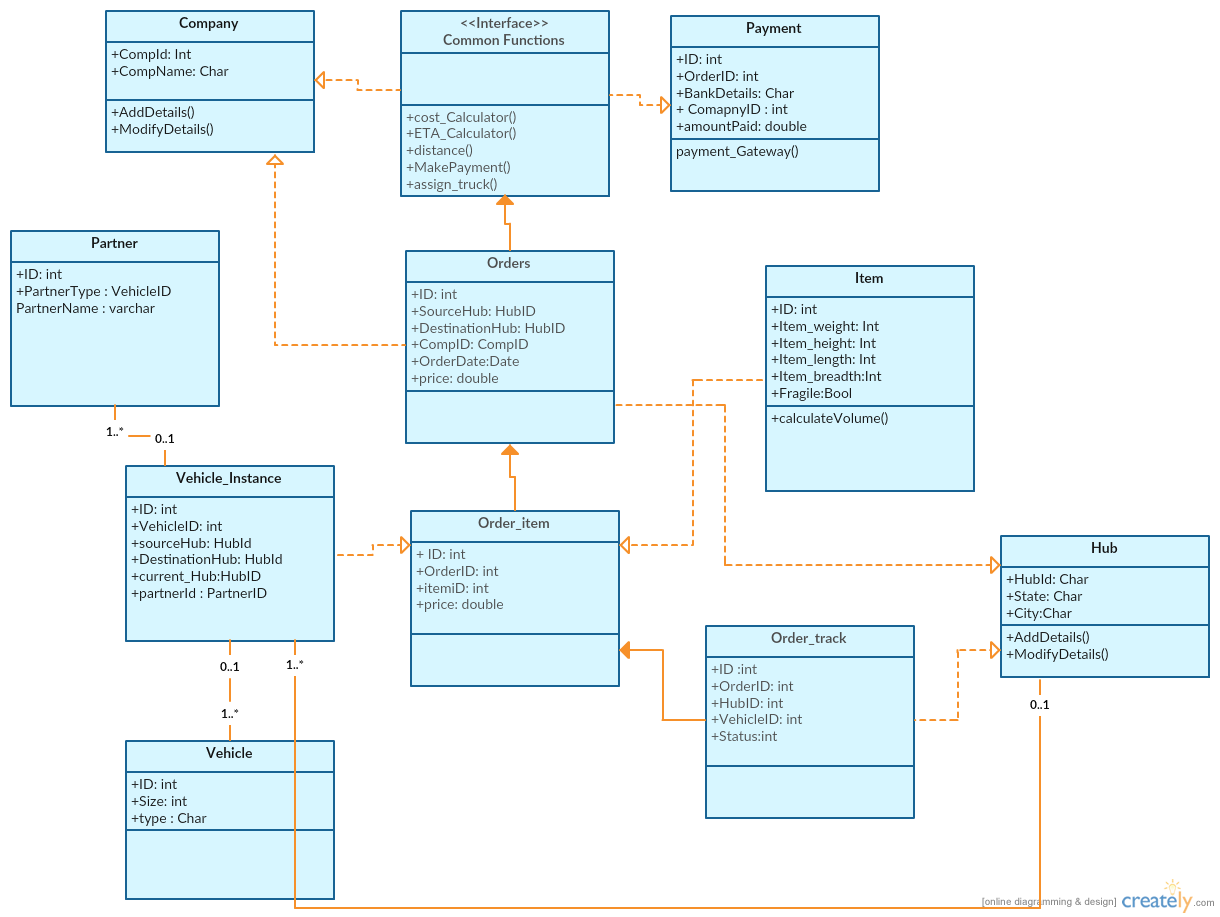 Company
+CompId: Int
+CompName: Char
+AddDetails()
+ModifyDetails()
<<Interface>>
Common Functions
+cost_Calculator()
+ETA_Calculator()
+distance()
+MakePayment()
+assign_truck()
Payment
+ID: int
+OrderID: int
+BankDetails: Char
+ ComapnyID : int
+amountPaid: double
payment_Gateway()
Partner
+ID: int
+PartnerType : VehicleID
PartnerName : varchar
Orders
+ID: int
+SourceHub: HubID
+DestinationHub: HubID
+CompID: CompID
+OrderDate:Date
+price: double
Item
+ID: int
+Item_weight: Int
+Item_height: Int
+Item_length: Int
+Item_breadth:Int
+Fragile:Bool
+calculateVolume()
1..*
0..1
Vehicle_Instance
+ID: int
+VehicleID: int
+sourceHub: HubId
+DestinationHub: HubId
+current_Hub:HubID
+partnerId : PartnerID
Order_item
+ ID: int
+OrderID: int
+itemiD: int
+price: double
Hub
+HubId: Char
+State: Char
+City:Char
+AddDetails()
+ModifyDetails()
Order_track
+ID :int
+OrderID: int
+HubID: int
+VehicleID: int
+Status:int
0..1
1..*
1..*
0..1
Vehicle
+ID: int
+Size: int
+type : Char
[online diagramming & design] creately.com